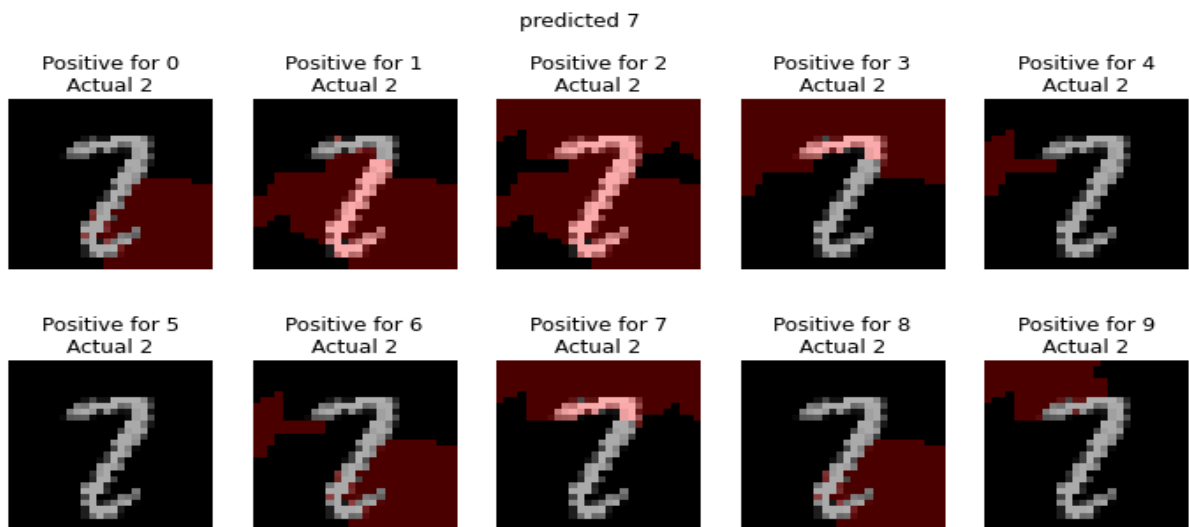 predicted 7
Positive for 0
Actual 2
Positive for 1
Actual 2
Positive for 2
Actual 2
Positive for 3
Actual 2
Positive for 4
Actual 2
Positive for 5
Actual 2
Positive for 6
Actual 2
Positive for 7
Actual 2
Positive for 8
Actual 2
Positive for 9
Actual 2